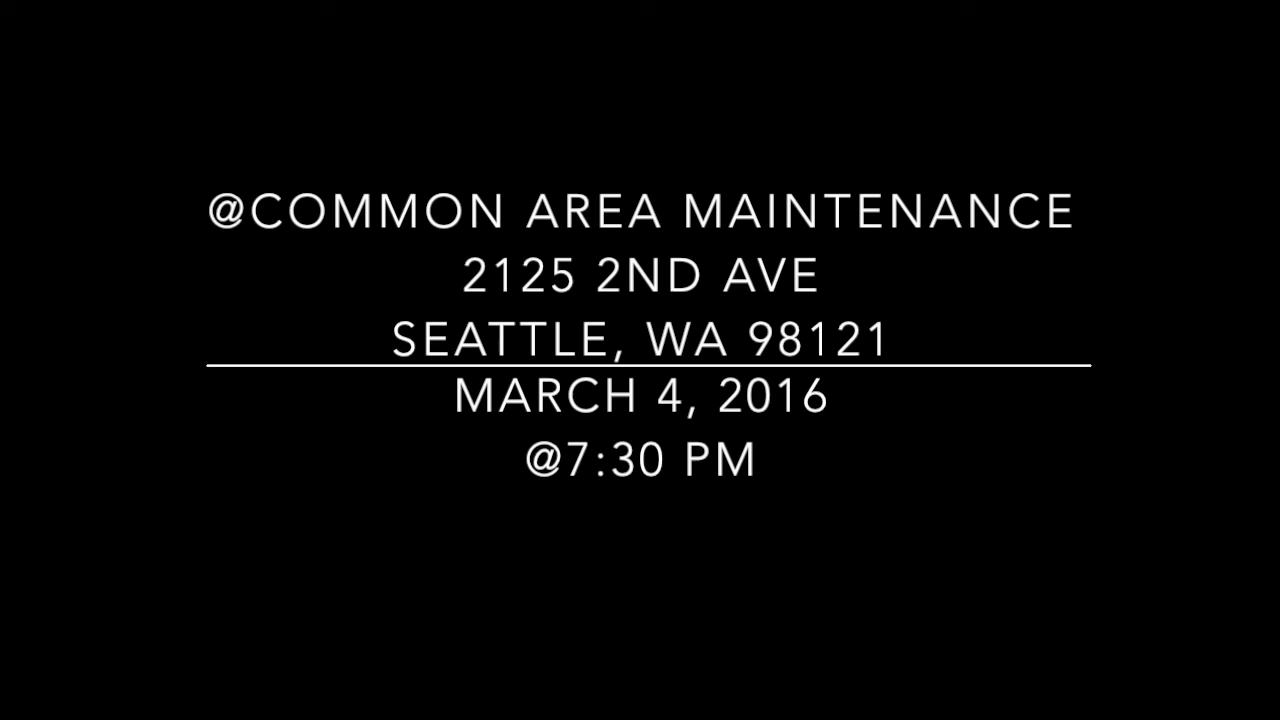 @COMMON AREA MAINTENANCE
2125 2ND AVE
SEATTLE, WA 98121
MARCH 4, 2016
@7:30 PM